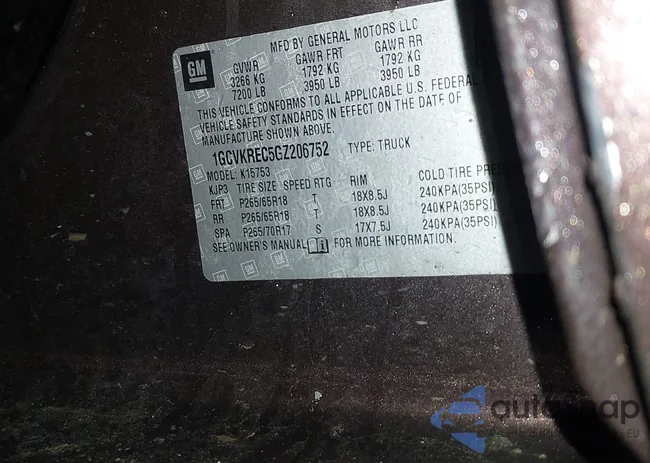 MFD BY GENERAL MOTORS LLC
GM GVWR GAWR FRT GAWR RR
3266 KG 1792 KG 1792 KG
7200 LB 3950 LB 3950 LB
THIS VEHICLE CONFORMS TO ALL APPLICABLE U.S. FEDERAL
VEHICLE SAFETY STANDARDS IN EFFECT ON THE DATE OF
MANUFACTURE SHOWN ABOVE.
1GCVKREC5GZ206752 TYPE: TRUCK
MODEL: K15753
KJP3 TIRE SIZE SPEED RTG RIM COLD TIRE PRES
FRT P265/65R18 T 18X8.5J 240KPA(35PSI)
RR P265/65R18 T 18X8.5J 240KPA(35PSI)
SPA P265/70R17 S 17X7.5J 240KPA(35PSI)
SEE OWNER'S MANUAL FOR MORE INFORMATION.